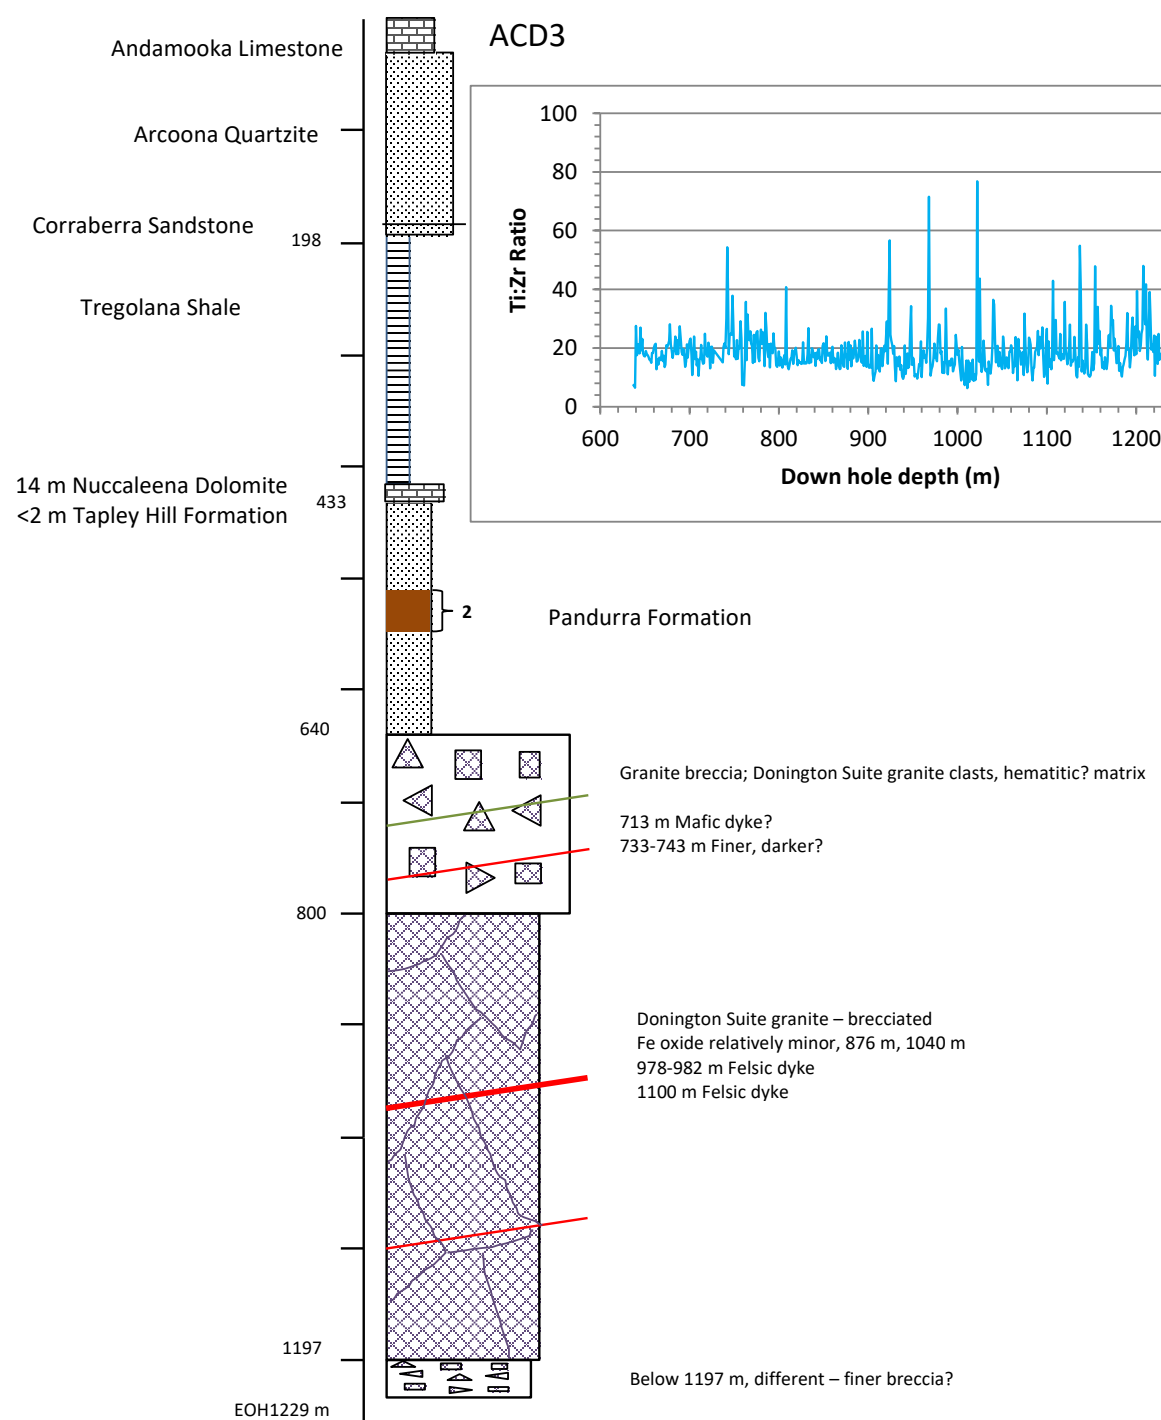 ACD3
Andamooka Limestone
Arcoona Quartzite
Corraberra Sandstone
198
Tregolana Shale
14 m Nuccaleena Dolomite
<2 m Tapley Hill Formation
433
Ti:Zr Ratio
100
80
60
40
20
0
600
700
800
900
1000
1100
1200
Down hole depth (m)
2
Pandurra Formation
640
Granite breccia; Donington Suite granite clasts, hematitic? matrix
713 m Mafic dyke?
733-743 m Finer, darker?
800
Donington Suite granite – brecciated
Fe oxide relatively minor, 876 m, 1040 m
978-982 m Felsic dyke
1100 m Felsic dyke
1197
Below 1197 m, different – finer breccia?
EOH1229 m